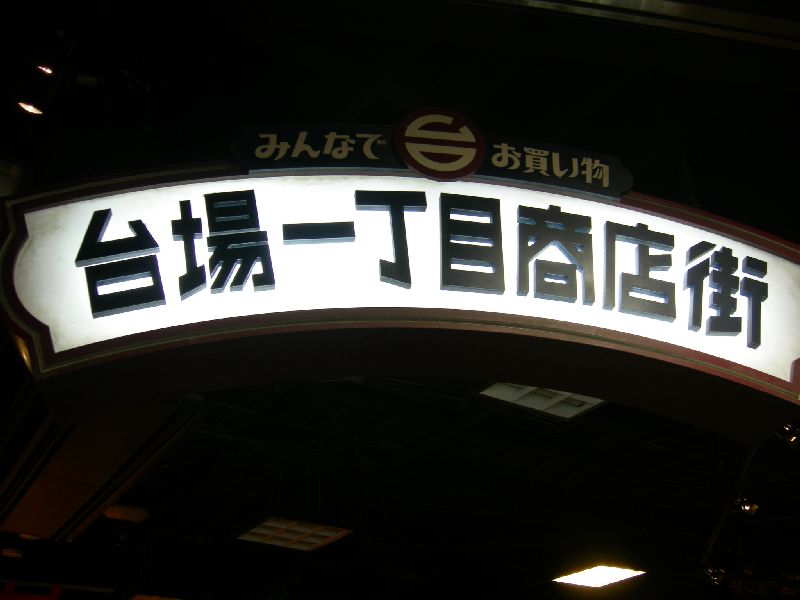 みんなで お買い物
台場一丁目商店街